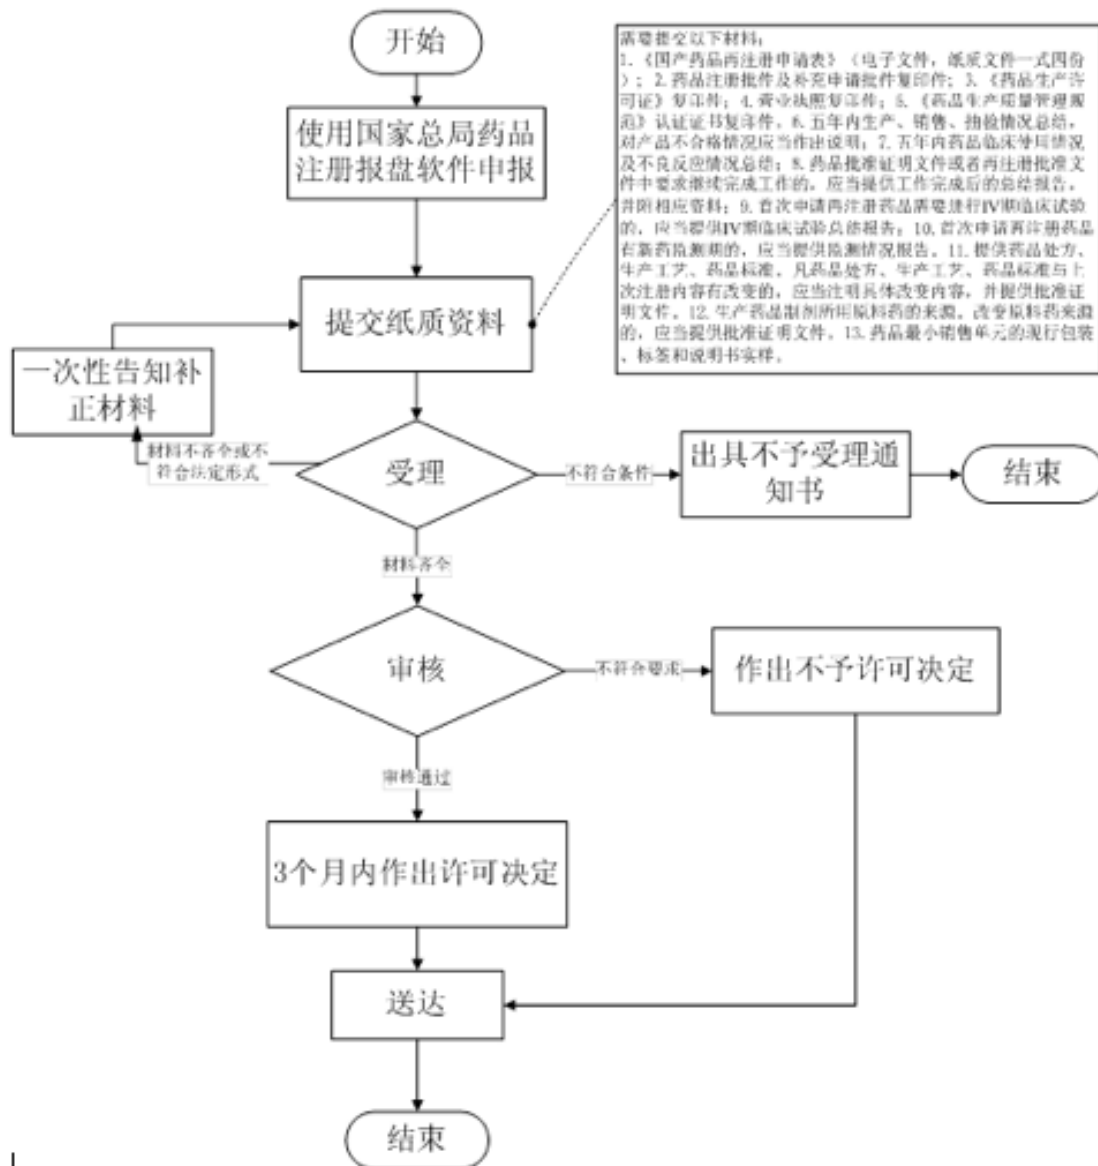 开始
需要提交以下材料：
1.《国产药品再注册申请表》（电子文件，纸质文件一式四份
）；2.药品注册批件及补充申请批件复印件；3.《药品生产许
可证》复印件；4.营业执照复印件；5.《药品生产质量管理规
范》认证证书复印件。6.五年内生产、销售、抽检情况总结，
对产品不合格情况应当作出说明；7.五年内药品临床使用情况
及不良反应情况总结；8.药品批准证明文件或者再注册批准文
件中要求继续完成工作的，应当提供工作完成后的总结报告，
并附相应资料；9.首次申请再注册药品需要进行IV期临床试验
的，应当提供IV期临床试验总结报告；10.首次申请再注册药品
有新药监测期的，应当提供监测情况报告。11.提供药品处方、
生产工艺、药品标准。凡药品处方、生产工艺、药品标准与上
次注册内容有改变的，应当注明具体改变内容，并提供批准证
明文件。12.生产药品制剂所用原料药的来源。改变原料药来源
的，应当提供批准证明文件。13.药品最小销售单元的现行包装
、标签和说明书实样。
使用国家总局药品
注册报盘软件申报
提交纸质资料
一次性告知补
正材料
材料不齐全或不
符合法定形式
受理
不符合条件
出具不予受理通
知书
结束
材料齐全
审核
不符合要求
作出不予许可决定
审核通过
3个月内作出许可决定
送达
结束